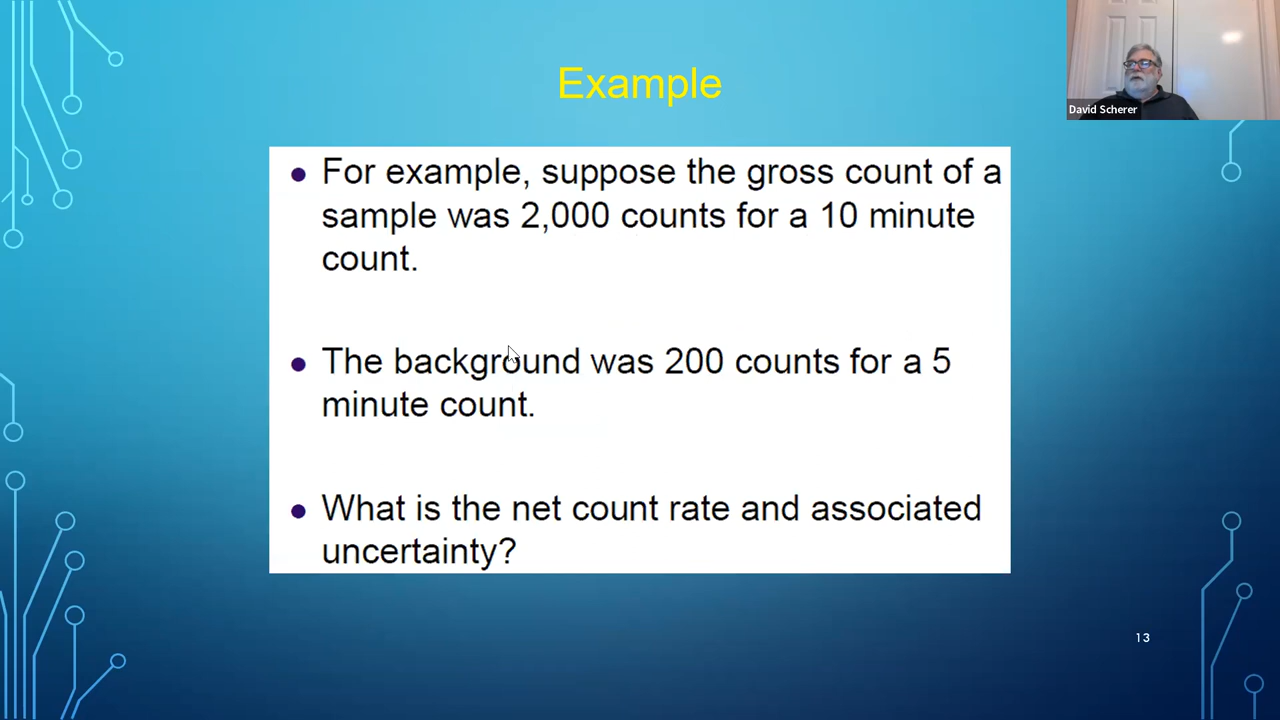 Example
David Scherer
For example, suppose the gross count of a
sample was 2,000 counts for a 10 minute
count.
The background was 200 counts for a 5
minute count.
What is the net count rate and associated
uncertainty?
13